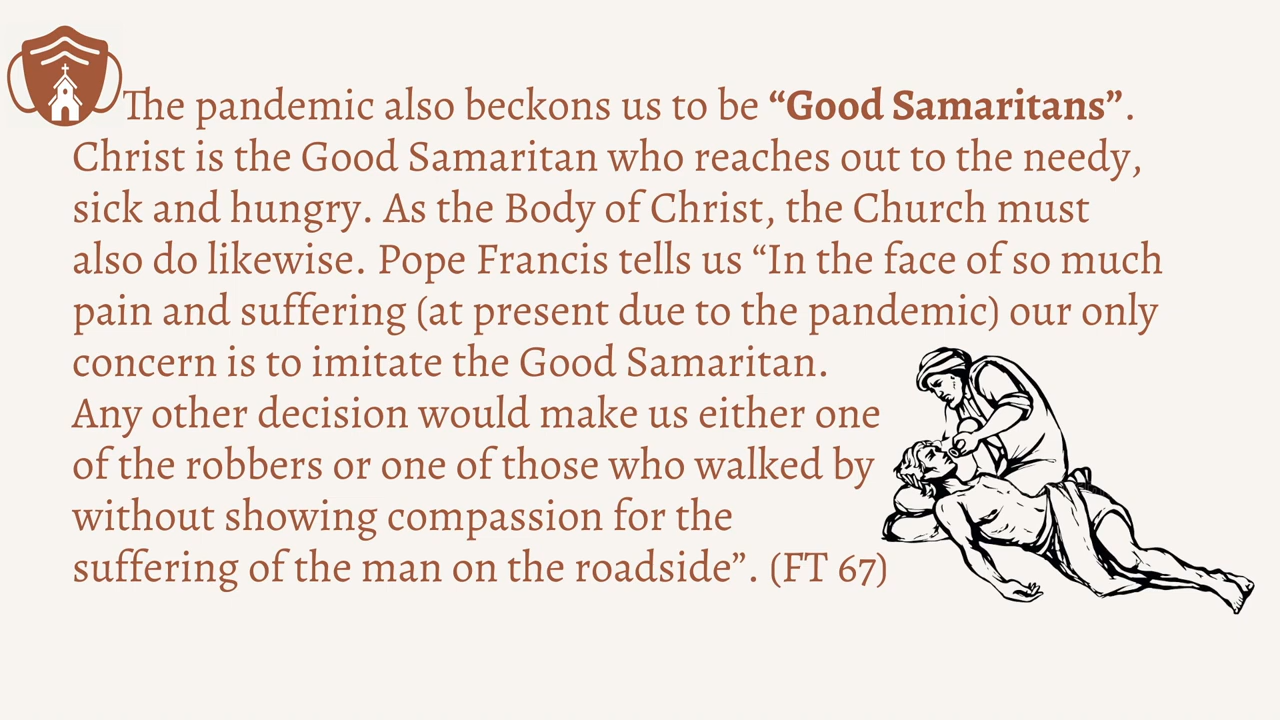 The pandemic also beckons us to be “Good Samaritans”.
Christ is the Good Samaritan who reaches out to the needy,
sick and hungry. As the Body of Christ, the Church must
also do likewise. Pope Francis tells us “In the face of so much
pain and suffering (at present due to the pandemic) our only
concern is to imitate the Good Samaritan.
Any other decision would make us either one
of the robbers or one of those who walked by
without showing compassion for the
suffering of the man on the roadside”. (FT 67)